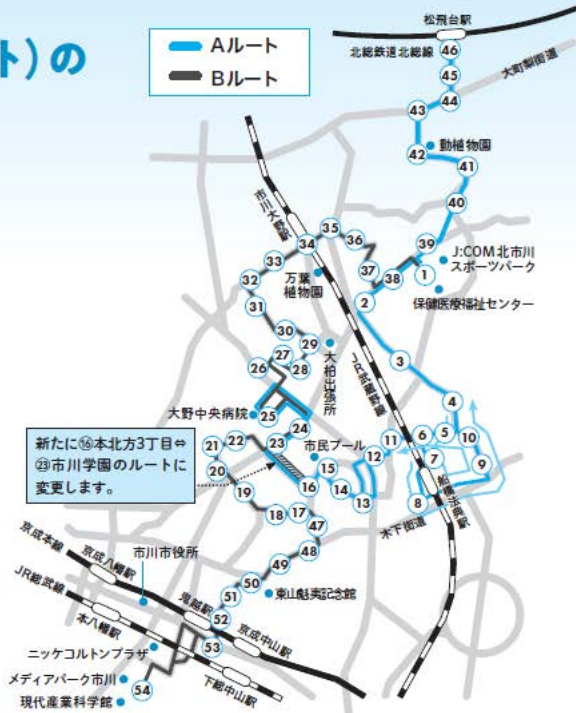 ト)の
Aルート
Bルート
松飛台駅
北総鉄道北総線
大町梨街道
46
45
44
43
42
動植物園
41
40
市川大野駅
35
36
34
39
J:COM北市川
スポーツパーク
33
万葉
植物園
37
38
1
32
2
保健医療福祉センター
31
30
29
大柏出張所
3
27
28
26
JR武蔵野線
4
大野中央病院
25
24
新たに⑯本北方3丁目⇔
㉓市川学園のルートに
変更します。
21
22
23
市民プール
11
6
5
10
12
7
9
20
15
16
14
13
8
船橋法典駅
19
18
17
木下街道
47
京成本線
京成八幡駅
市川市役所
48
49
JR総武線
50
東山魁夷記念館
本八幡駅
鬼越駅
51
52
京成中山駅
ニッケコルトンプラザ
53
メディアパーク市川
54
下総中山駅
現代産業科学館